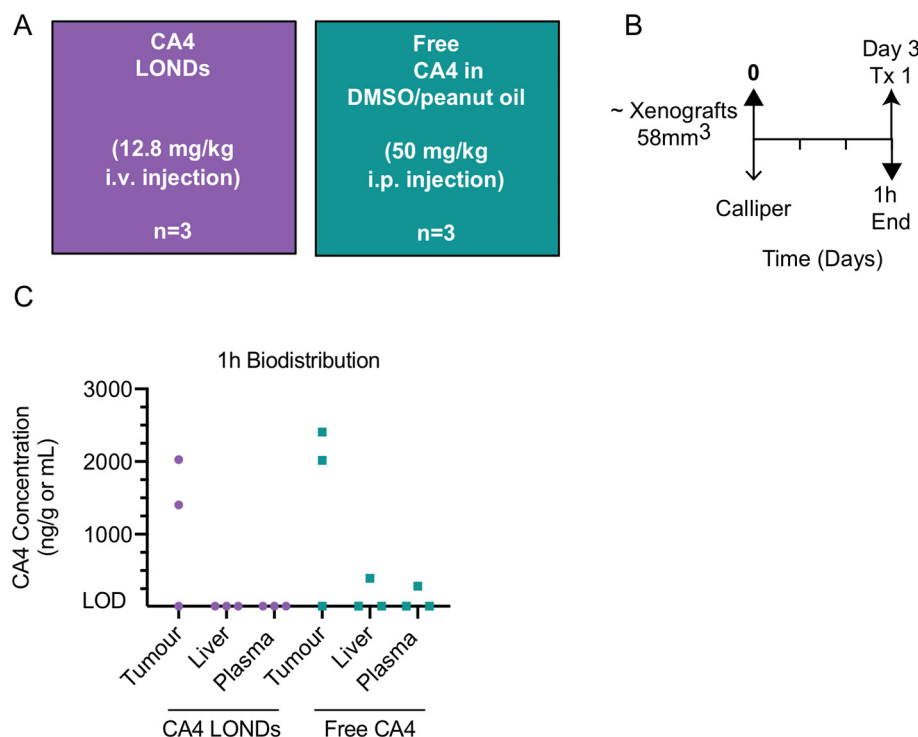 A
CA4
LONDs
(12.8 mg/kg
i.v. injection)
n=3
Free
CA4 in
DMSO/peanut oil
(50 mg/kg
i.p. injection)
n=3
B
0
Day 3
Tx 1
~ Xenografts
58mm3
Calliper
1h
End
Time (Days)
C
1h Biodistribution
CA4 Concentration
(ng/g or mL)
3000
2000
1000
LOD
Tumour
Liver
Plasma
Tumour
Liver
Plasma
CA4 LONDs
Free CA4